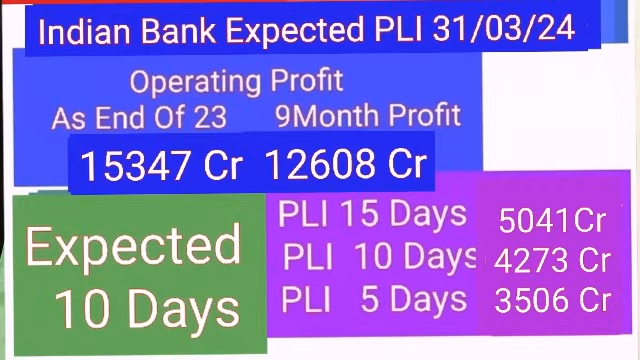 Indian Bank Expected PLI 31/03/24
Operating Profit
As End Of 23 9Month Profit
15347 Cr 12608 Cr
Expected
10 Days
PLI 15 Days 5041Cr
PLI 10 Days 4273 Cr
PLI 5 Days 3506 Cr